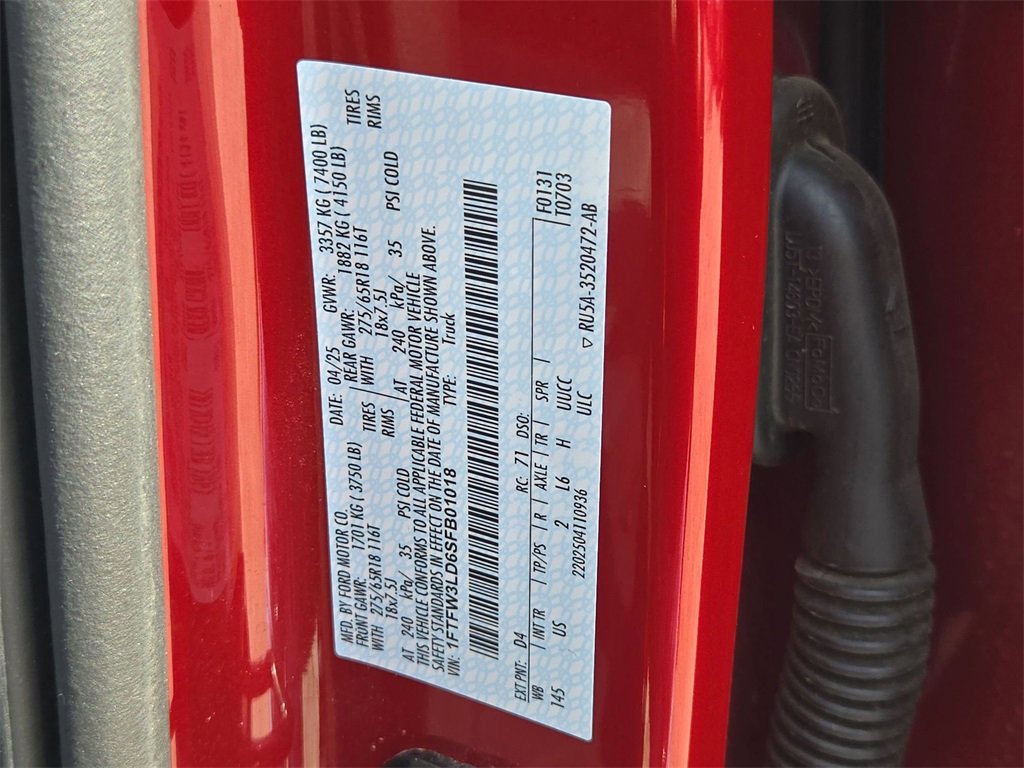 MFD. BY FORD MOTOR CO. DATE: 04/25 GVWR: 3357 KG ( 7400 LB)
FRONT GAWR: 1701 KG ( 3750 LB) REAR GAWR: 1882 KG ( 4150 LB)
WITH 275/65R18 116T TIRES WITH 275/65R18 116T TIRES
18x7.5J RIMS 18x7.5J RIMS
AT 240 kPa/ 35 PSI COLD AT 240 kPa/ 35 PSI COLD
THIS VEHICLE CONFORMS TO ALL APPLICABLE FEDERAL MOTOR VEHICLE
SAFETY STANDARDS IN EFFECT ON THE DATE OF MANUFACTURE SHOWN ABOVE.
VIN: 1FTFW3LD6SFB01018 TYPE: Truck
F0131
EXT PNT: D4 RC: 71 DSO: T0703
WB | INT TR | TP/PS | R | AXLE | TR | SPR |
145 US 2 L6 H UUCC
ULC
2202504110936
▽ RU5A-3520472-AB